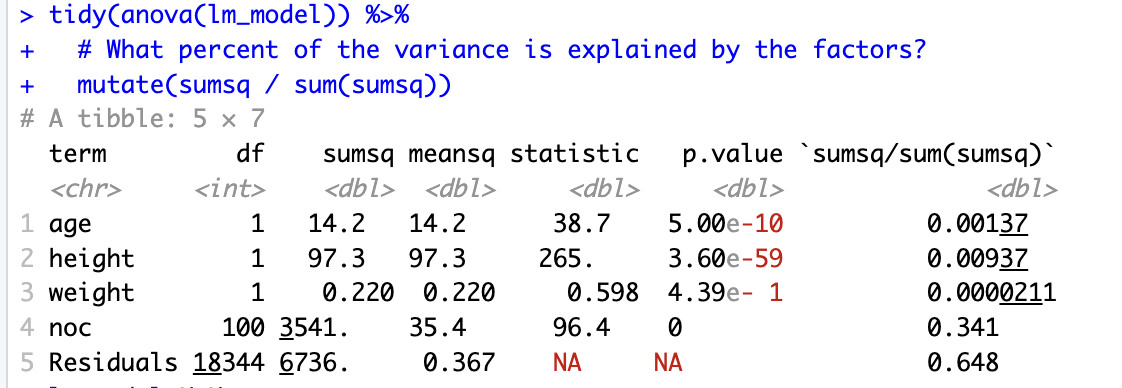 > tidy(anova(lm_model)) %>%
+   # What percent of the variance is explained by the factors?
+   mutate(sumsq / sum(sumsq))
# A tibble: 5 × 7
  term         df    sumsq meansq statistic   p.value `sumsq/sum(sumsq)`
  <chr>     <int>    <dbl>  <dbl>     <dbl>     <dbl>              <dbl>
1 age           1   14.2   14.2      38.7    5.00e-10          0.00137
2 height        1   97.3   97.3     265.     3.60e-59          0.00937
3 weight        1    0.220  0.220     0.598  4.39e- 1          0.0000211
4 noc         100 3541.    35.4      96.4    0                 0.341
5 Residuals 18344 6736.     0.367    NA     NA                 0.648